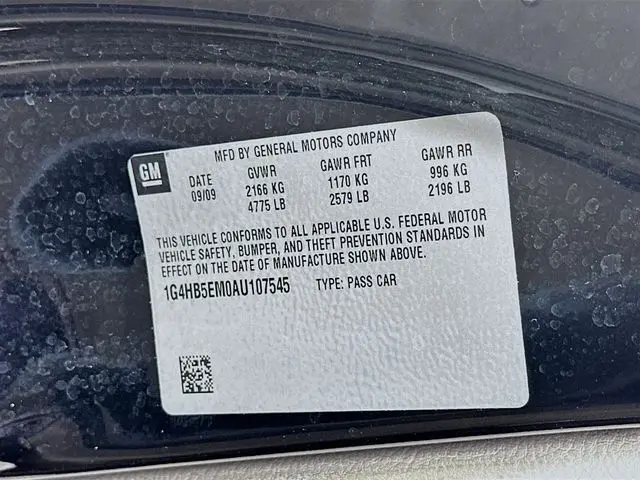 MFD BY GENERAL MOTORS COMPANY
GM
DATE GVWR GAWR FRT GAWR RR
09/09 2166 KG 1170 KG 996 KG
4775 LB 2579 LB 2196 LB
THIS VEHICLE CONFORMS TO ALL APPLICABLE U.S. FEDERAL MOTOR
VEHICLE SAFETY, BUMPER, AND THEFT PREVENTION STANDARDS IN
EFFECT ON THE DATE OF MANUFACTURE SHOWN ABOVE.
1G4HB5EM0AU107545 TYPE: PASS CAR